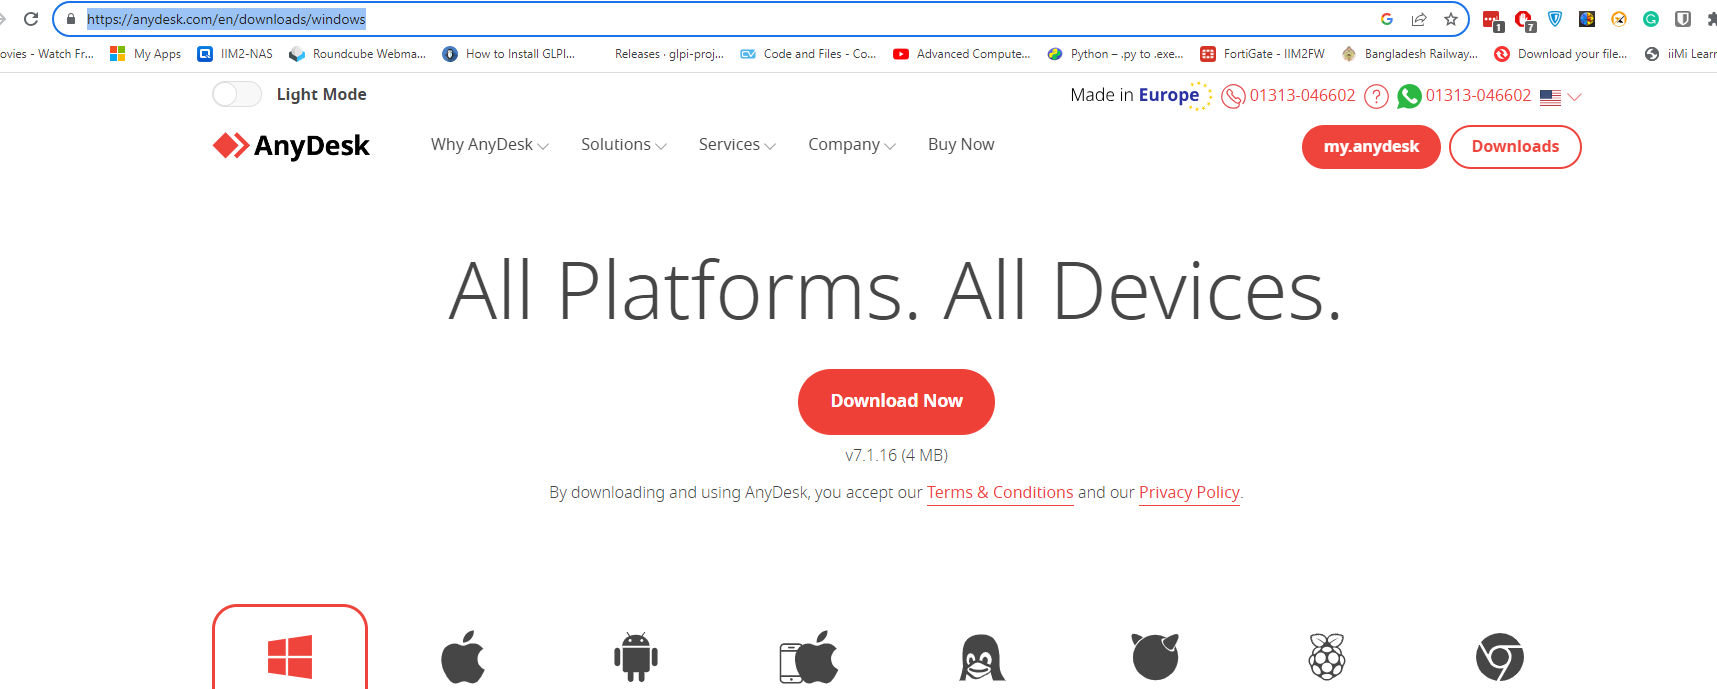 https://anydesk.com/en/downloads/windows
1 7
ovies - Watch Fr... My Apps IIM2-NAS Roundcube Webma... How to Install GLPI... Releases · glpi-proj... Code and Files - Co... Advanced Compute... Python – .py to .exe... FortiGate - IIM2FW Bangladesh Railway... Download your file... iiMi Learn
Light Mode Made in Europe 01313-046602 ? 01313-046602
AnyDesk Why AnyDesk Solutions Services Company Buy Now my.anydesk Downloads
All Platforms. All Devices.
Download Now
v7.1.16 (4 MB)
By downloading and using AnyDesk, you accept our Terms & Conditions and our Privacy Policy.